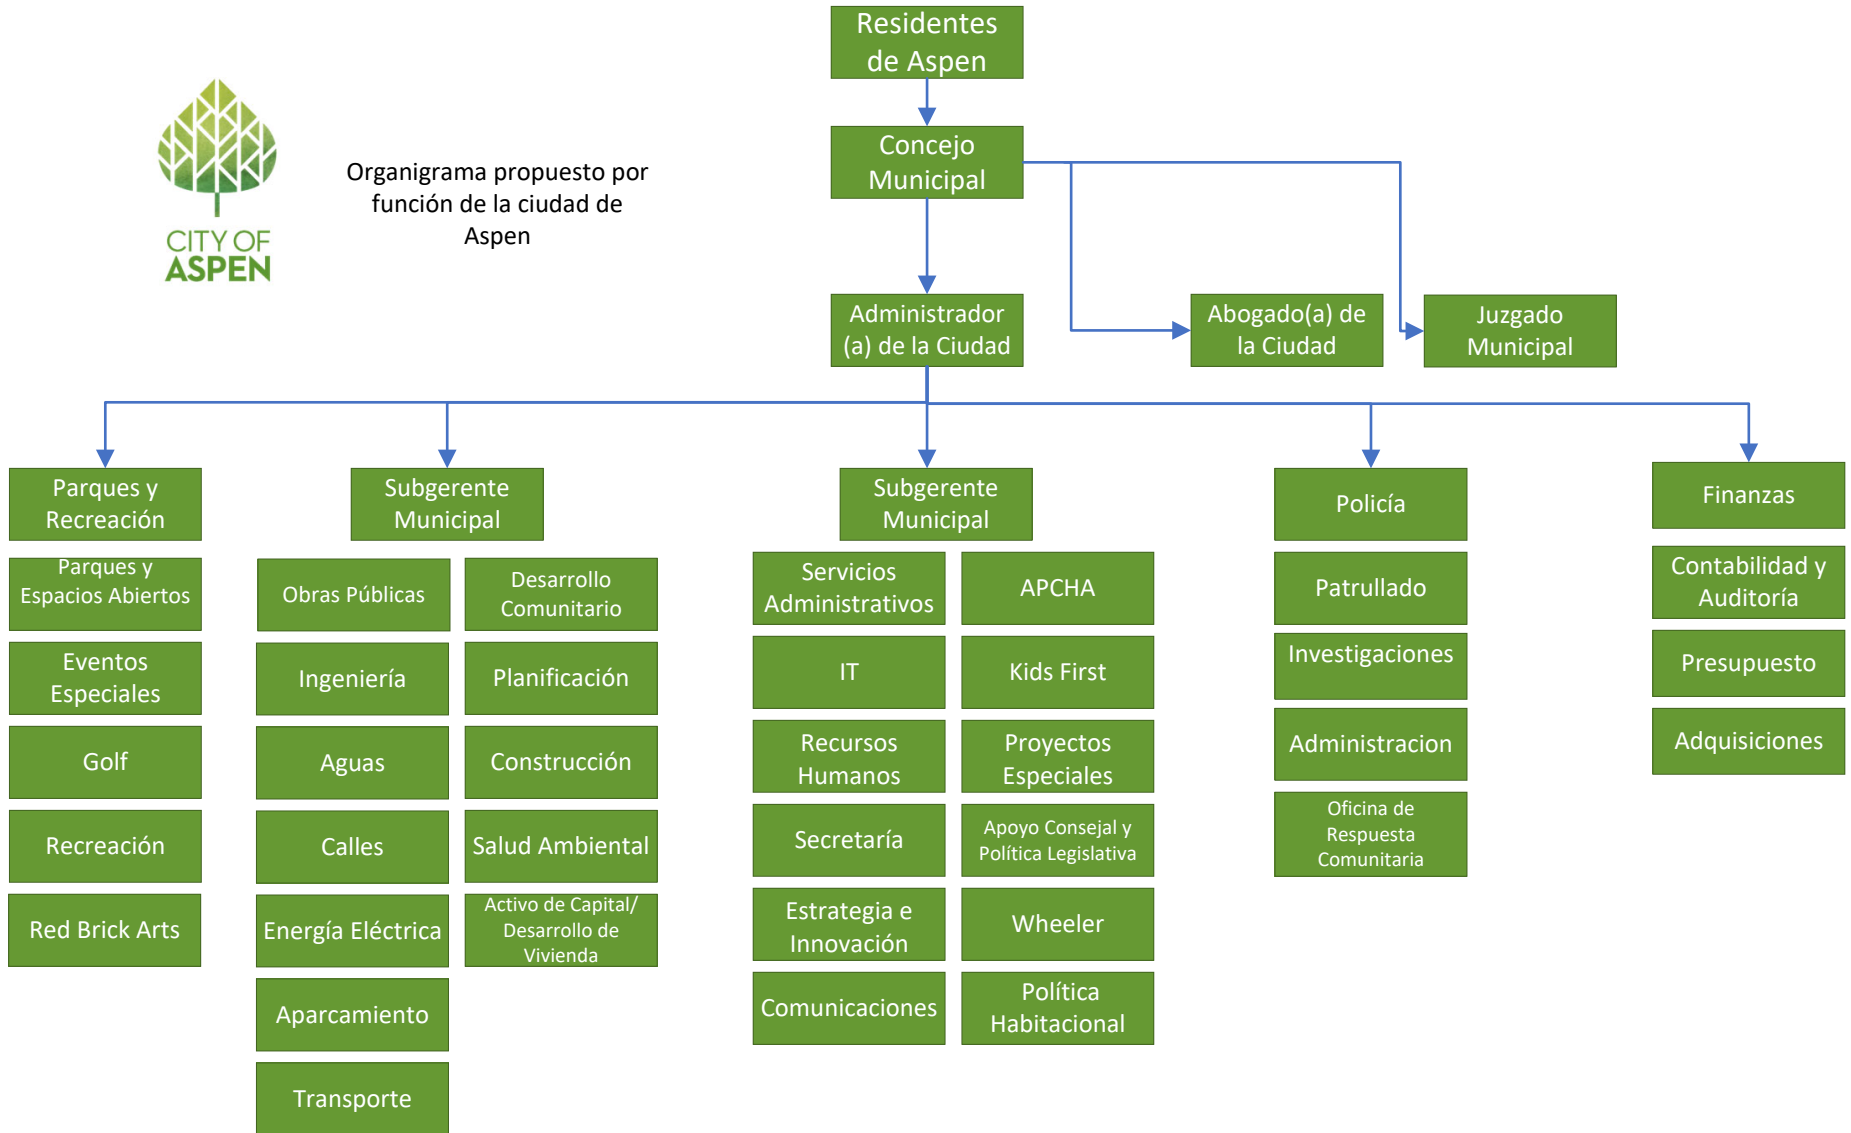 Residentes
de Aspen
CITY OF
ASPEN
Organigrama propuesto por
función de la ciudad de
Aspen
Concejo
Municipal
Administrador
(a) de la Ciudad
Abogado(a) de
la Ciudad
Juzgado
Municipal
Parques y
Recreación
Parques y
Espacios Abiertos
Eventos
Especiales
Golf
Recreación
Red Brick Arts
Subgerente
Municipal
Obras Públicas
Ingeniería
Aguas
Calles
Energía Eléctrica
Aparcamiento
Transporte
Desarrollo
Comunitario
Planificación
Construcción
Salud Ambiental
Activo de Capital/
Desarrollo de
Vivienda
Subgerente
Municipal
Servicios
Administrativos
IT
Recursos
Humanos
Secretaría
Estrategia e
Innovación
Comunicaciones
APCHA
Kids First
Proyectos
Especiales
Apoyo Consejal y
Política Legislativa
Wheeler
Política
Habitacional
Policía
Patrullado
Investigaciones
Administracion
Oficina de
Respuesta
Comunitaria
Finanzas
Contabilidad y
Auditoría
Presupuesto
Adquisiciones